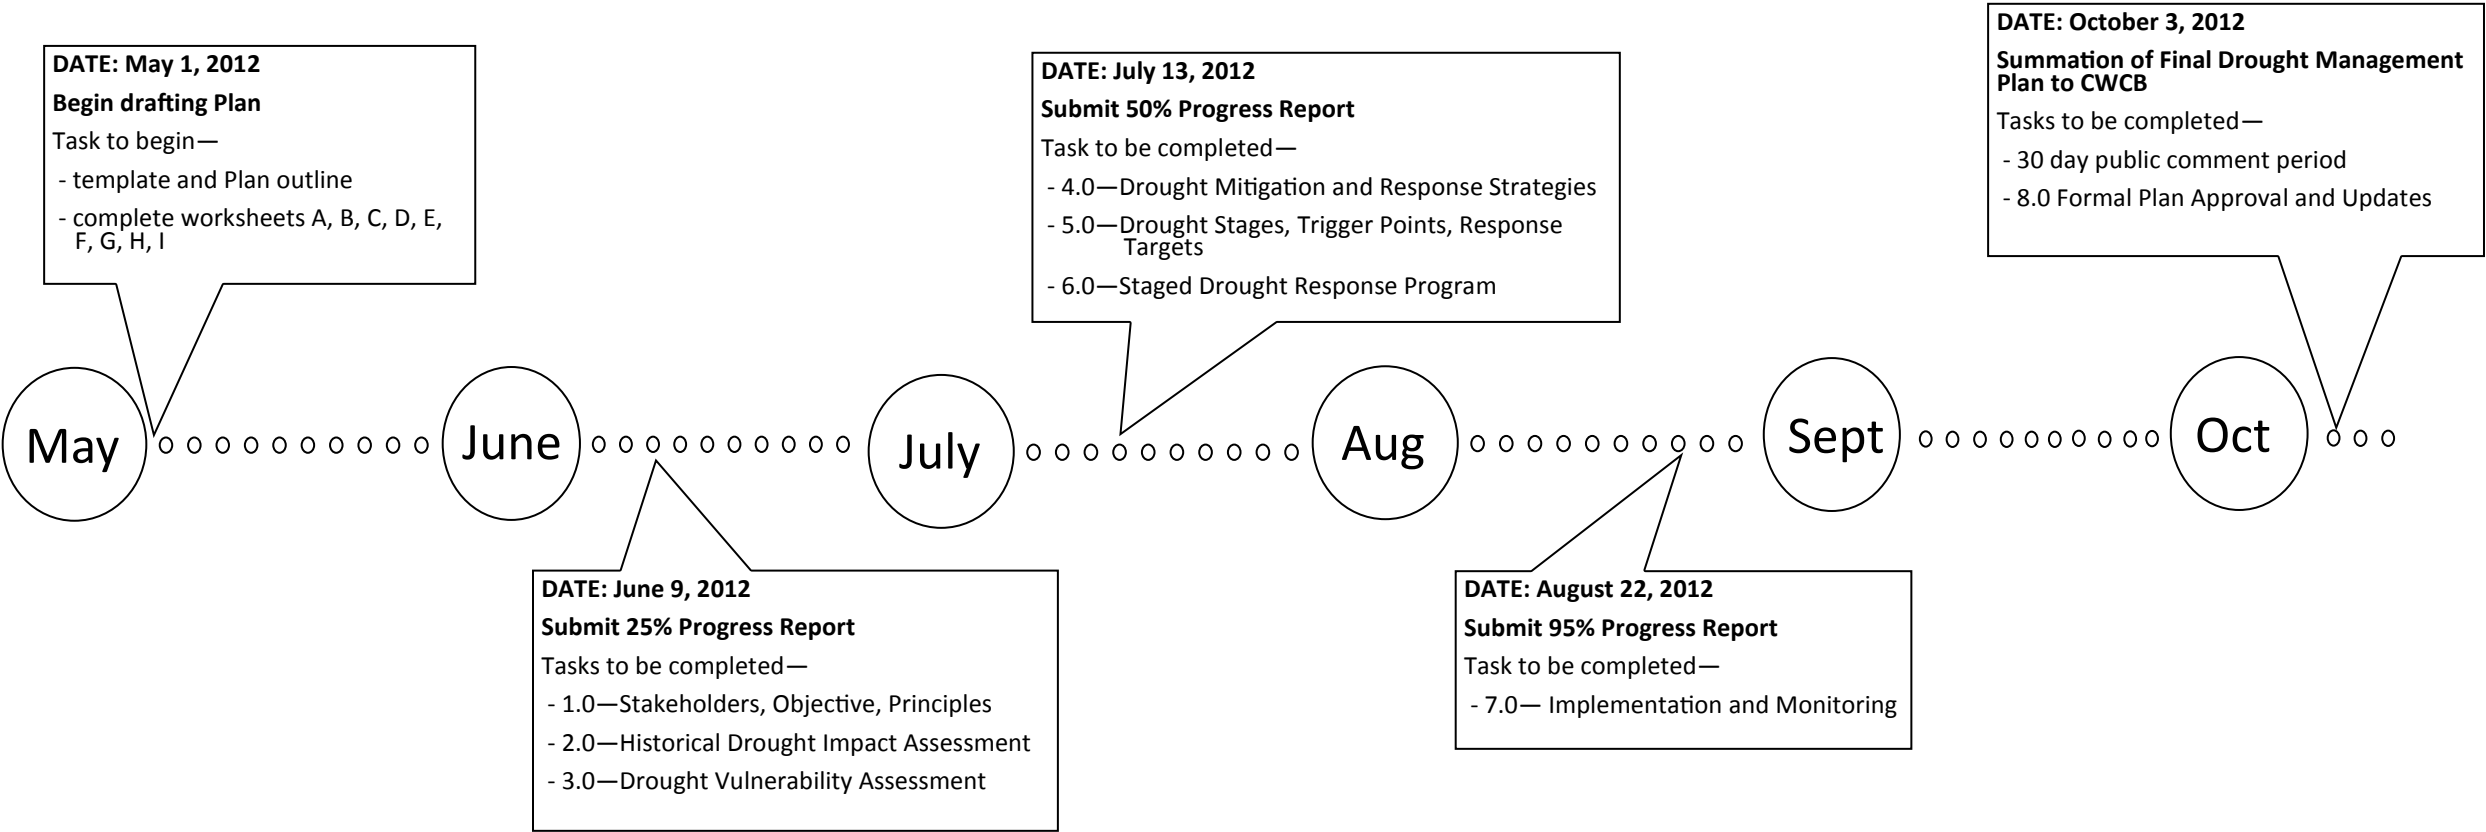 DATE: May 1, 2012
Begin drafting Plan
Task to begin—
- template and Plan outline
- complete worksheets A, B, C, D, E,
F, G, H, I
DATE: July 13, 2012
Submit 50% Progress Report
Task to be completed—
- 4.0—Drought Mitigation and Response Strategies
- 5.0—Drought Stages, Trigger Points, Response
Targets
- 6.0—Staged Drought Response Program
DATE: October 3, 2012
Summation of Final Drought Management
Plan to CWCB
Tasks to be completed—
- 30 day public comment period
- 8.0 Formal Plan Approval and Updates
May
June
July
Aug
Sept
Oct
DATE: June 9, 2012
Submit 25% Progress Report
Tasks to be completed—
- 1.0—Stakeholders, Objective, Principles
- 2.0—Historical Drought Impact Assessment
- 3.0—Drought Vulnerability Assessment
DATE: August 22, 2012
Submit 95% Progress Report
Task to be completed—
- 7.0— Implementation and Monitoring